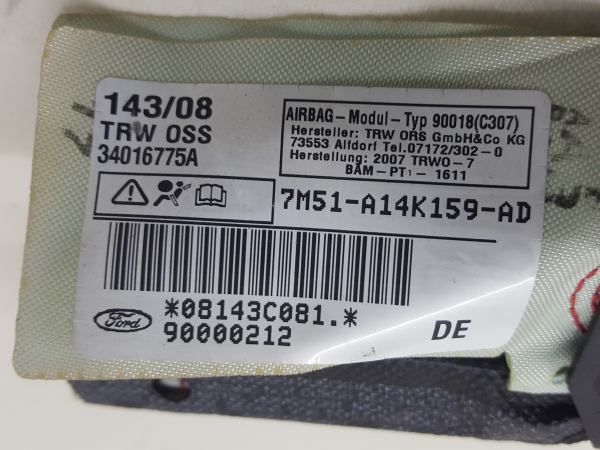 143/08
TRW OSS
34016775A
AIRBAG-Modul-Typ 90018(C307)
Hersteller: TRW ORS GmbH&Co KG
73553 Alfdorf Tel.07172/302-0
Herstellung: 2007 TRWO-7
BAM-PT1- 1611
7M51-A14K159-AD
*08143C081.*
90000212
Ford
DE